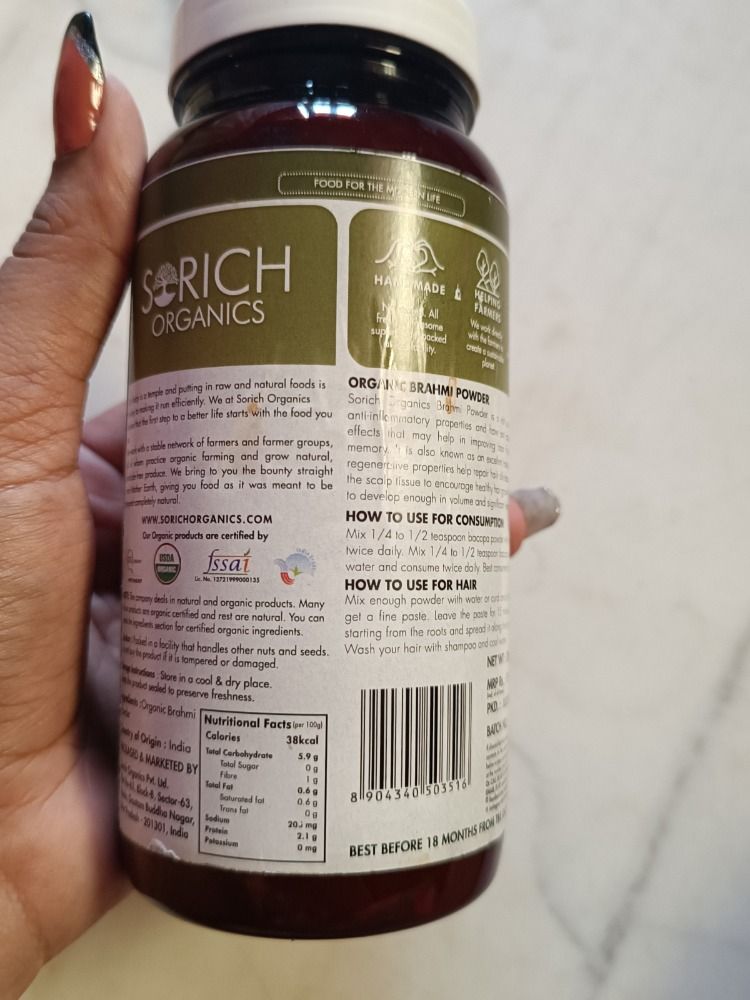 FOOD FOR THE LIFE
SORICH
ORGANICS
HANDMADE
HELPING
FARMERS
We work
with the
create a
planet
is a temple and putting in raw and natural foods is
making it run efficiently. We at Sorich Organics
that the first step to a better life starts with the food you
with a stable network of farmers and farmer groups,
practice organic farming and grow natural,
produce. We bring to you the bounty straight
Earth, giving you food as it was meant to be
completely natural.
WWW.SORICHORGANICS.COM
Our Organic products are certified by
USDA
ORGANIC
fssai
Lic. No. 12721999000135
company deals in natural and organic products. Many
are organic certified and rest are natural. You can
ingredients section for certified organic ingredients.
Packed in a facility that handles other nuts and seeds.
the product if it is tampered or damaged.
Store in a cool & dry place.
product sealed to preserve freshness.
Organic Brahmi
of Origin : India
& MARKETED BY
Organics Pvt. Ltd.
Block-B, Sector-63,
Buddha Nagar,
201301, India
Nutritional Facts (per 100g)
Calories 38kcal
Total Carbohydrate 5.9 g
Total Sugar 0 g
Fibre 1 g
Total Fat 0.6 g
Saturated fat 0.6 g
Trans fat 0 g
Sodium mg
Protein 2.1 g
Potassium 0 mg
ORGANIC BRAHMI POWDER
Sorich Organics Brahmi Powder is
anti-inflammatory properties and
effects that may help in improving
memory. It is also known as an
regenerative properties help repair
the scalp tissue to encourage healthy
to develop enough in volume and
HOW TO USE FOR CONSUMPTION
Mix 1/4 to 1/2 teaspoon bacopa
twice daily. Mix 1/4 to 1/2 teaspoon
water and consume twice daily. Best
HOW TO USE FOR HAIR
Mix enough powder with water or
get a fine paste. Leave the paste for
starting from the roots and spread it
Wash your hair with shampoo and
NET
MRP Rs.
PKD.
BATCH
8 904340 503516
BEST BEFORE 18 MONTHS FROM